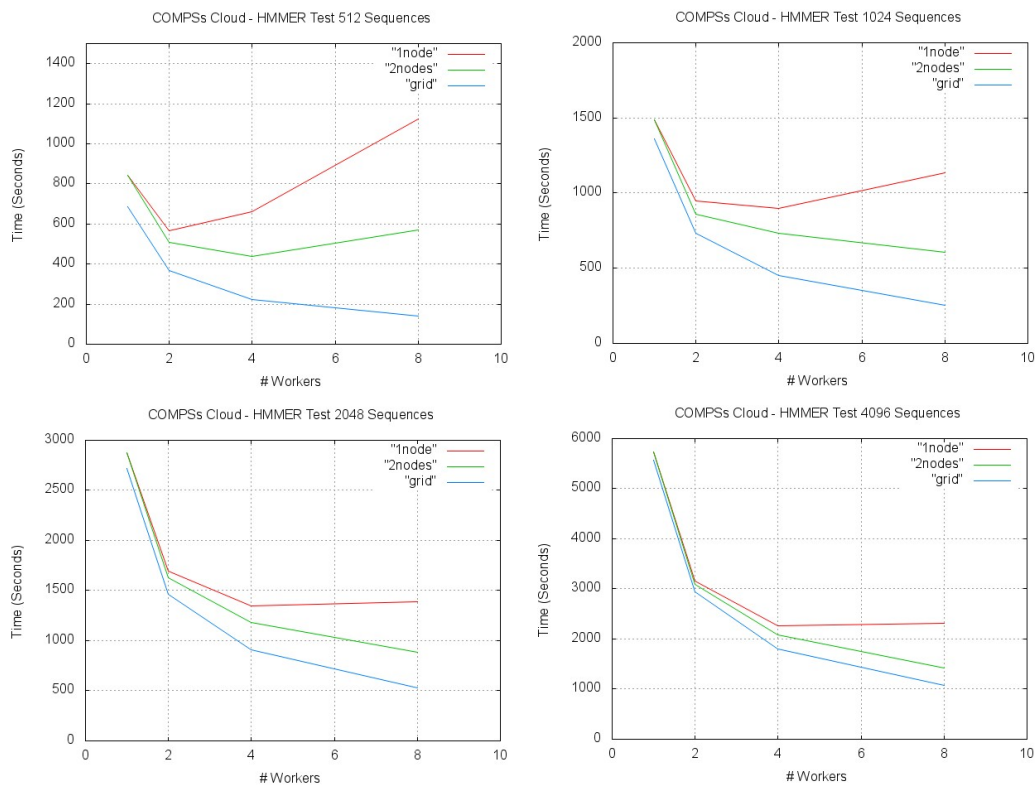 COMPSs Cloud - HMMER Test 512 Sequences
1400
1200
1000
800
600
400
200
0
Time (Seconds)
"1node"
"2nodes"
"grid"
0 2 4 6 8 10
# Workers
COMPSs Cloud - HMMER Test 1024 Sequences
2000
1500
1000
500
0
Time (Seconds)
"1node"
"2nodes"
"grid"
0 2 4 6 8 10
# Workers
COMPSs Cloud - HMMER Test 2048 Sequences
3000
2500
2000
1500
1000
500
0
Time (Seconds)
"1node"
"2nodes"
"grid"
0 2 4 6 8 10
# Workers
COMPSs Cloud - HMMER Test 4096 Sequences
6000
5000
4000
3000
2000
1000
0
Time (Seconds)
"1node"
"2nodes"
"grid"
0 2 4 6 8 10
# Workers